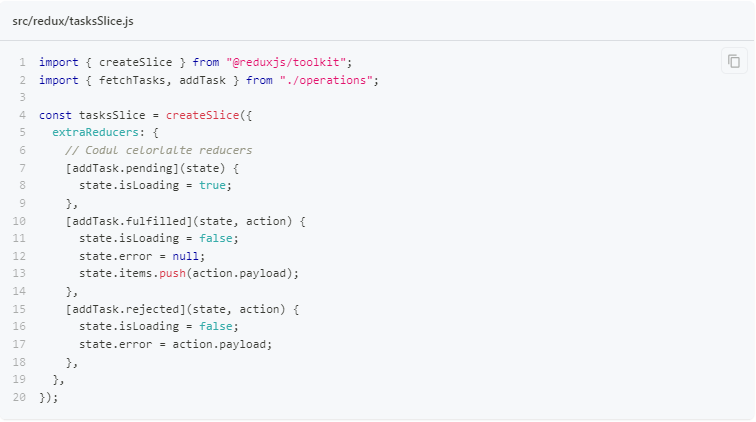 src/redux/tasksSlice.js
1 import { createSlice } from "@reduxjs/toolkit";
2 import { fetchTasks, addTask } from "./operations";
3
4 const tasksSlice = createSlice({
5   extraReducers: {
6     // Codul celorlalte reducers
7     [addTask.pending](state) {
8       state.isLoading = true;
9     },
10     [addTask.fulfilled](state, action) {
11       state.isLoading = false;
12       state.error = null;
13       state.items.push(action.payload);
14     },
15     [addTask.rejected](state, action) {
16       state.isLoading = false;
17       state.error = action.payload;
18     },
19   },
20 });